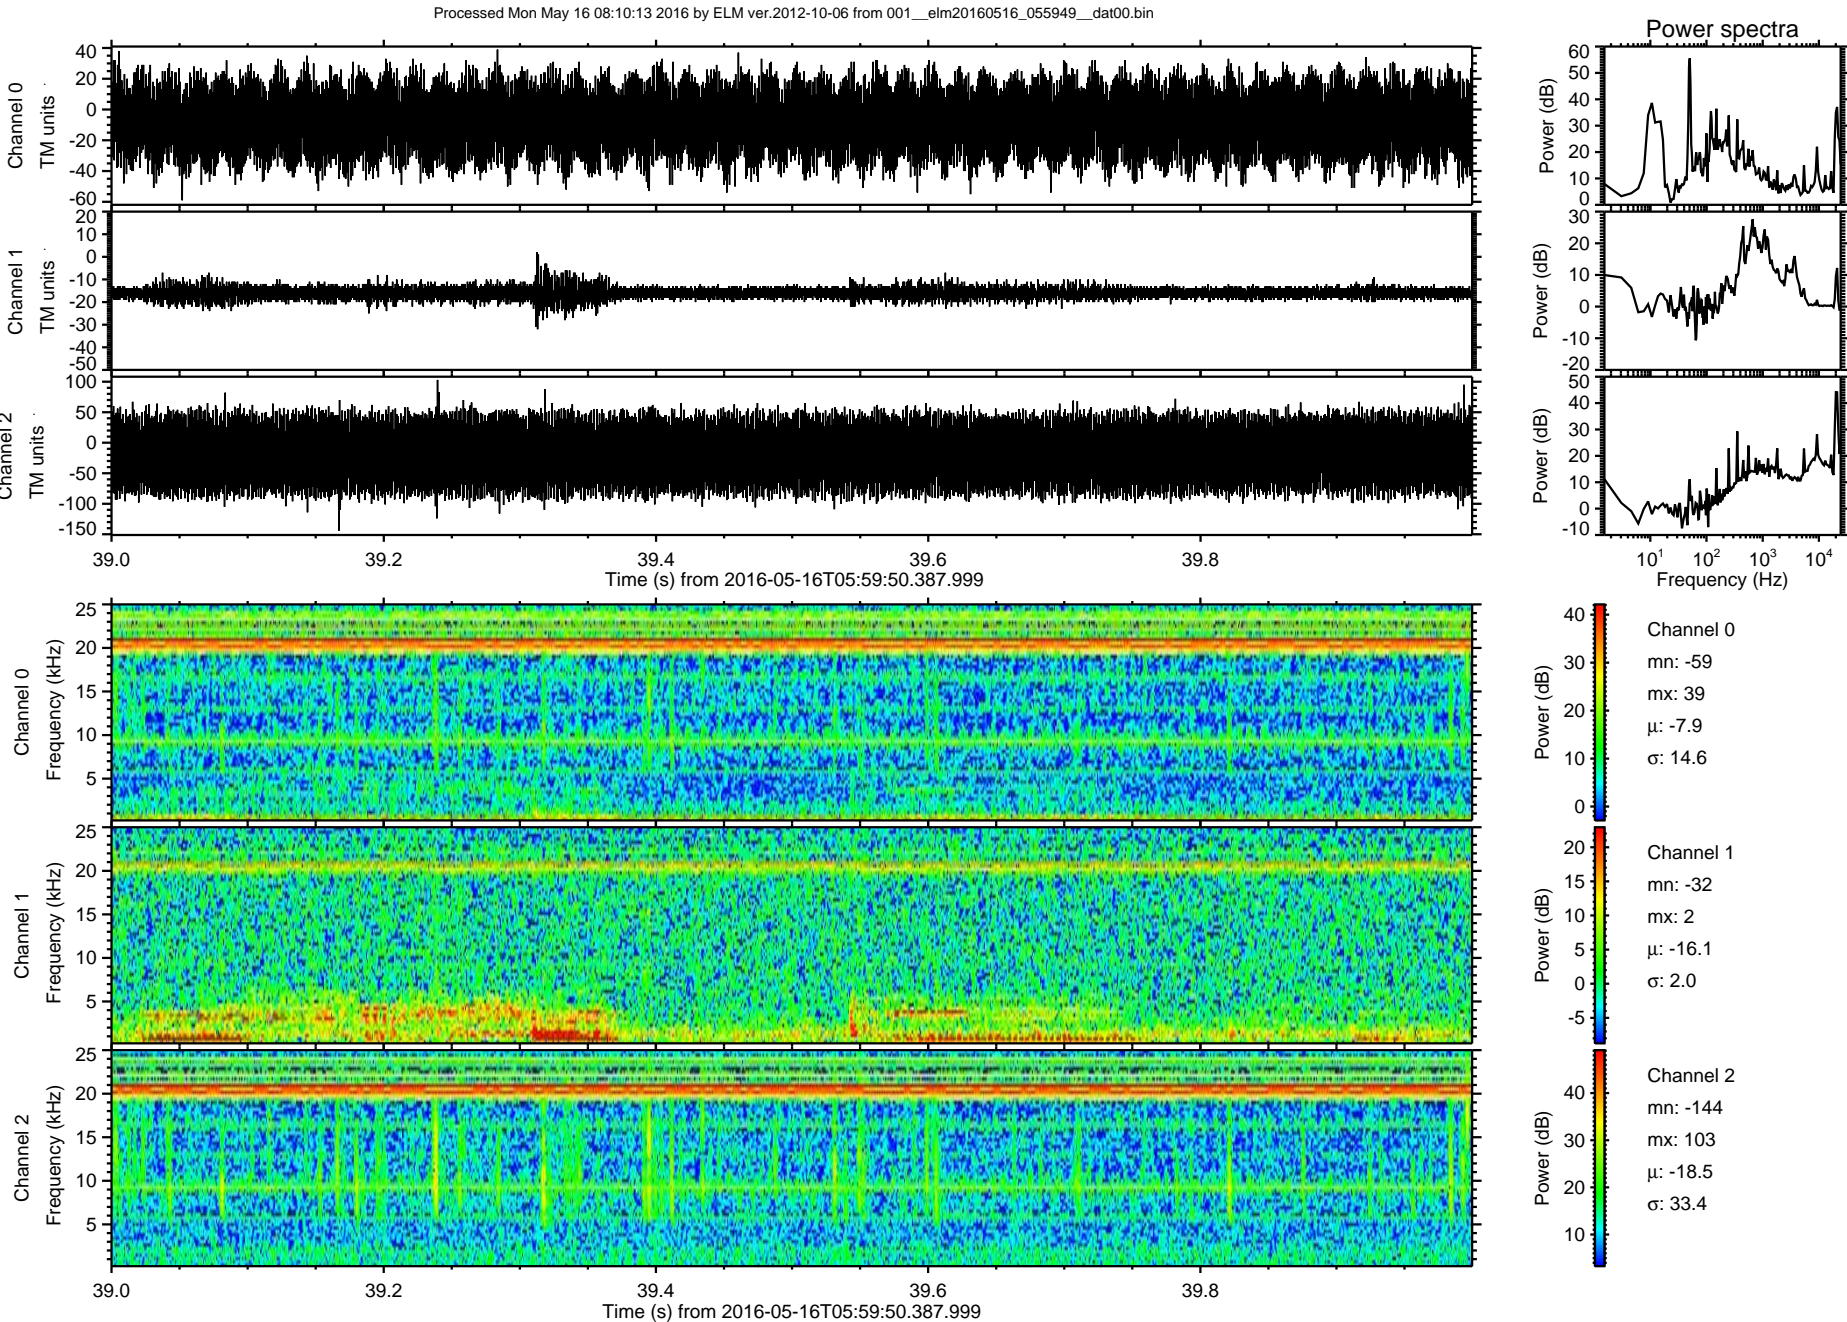 Processed Mon May 16 08:10:13 2016 by ELM ver.2012-10-06 from 001__elm20160516_055949__dat00.bin
Power spectra
Channel 0
TM units
40
20
0
-20
-40
-60
Power (dB)
60
50
40
30
20
10
0
Channel 1
TM units
20
10
0
-10
-20
-30
-40
-50
Power (dB)
30
20
10
0
-10
-20
Channel 2
TM units
100
50
0
-50
-100
-150
Power (dB)
50
40
30
20
10
0
-10
39.0 39.2 39.4 39.6 39.8
Time (s) from 2016-05-16T05:59:50.387.999
10^1 10^2 10^3 10^4
Frequency (Hz)
Channel 0
Frequency (kHz)
25
20
15
10
5
Power (dB)
40
30
20
10
0
Channel 0
mn: -59
mx: 39
μ: -7.9
σ: 14.6
Channel 1
Frequency (kHz)
25
20
15
10
5
Power (dB)
20
15
10
5
0
-5
Channel 1
mn: -32
mx: 2
μ: -16.1
σ: 2.0
Channel 2
Frequency (kHz)
25
20
15
10
5
Power (dB)
40
30
20
10
Channel 2
mn: -144
mx: 103
μ: -18.5
σ: 33.4
39.0 39.2 39.4 39.6 39.8
Time (s) from 2016-05-16T05:59:50.387.999